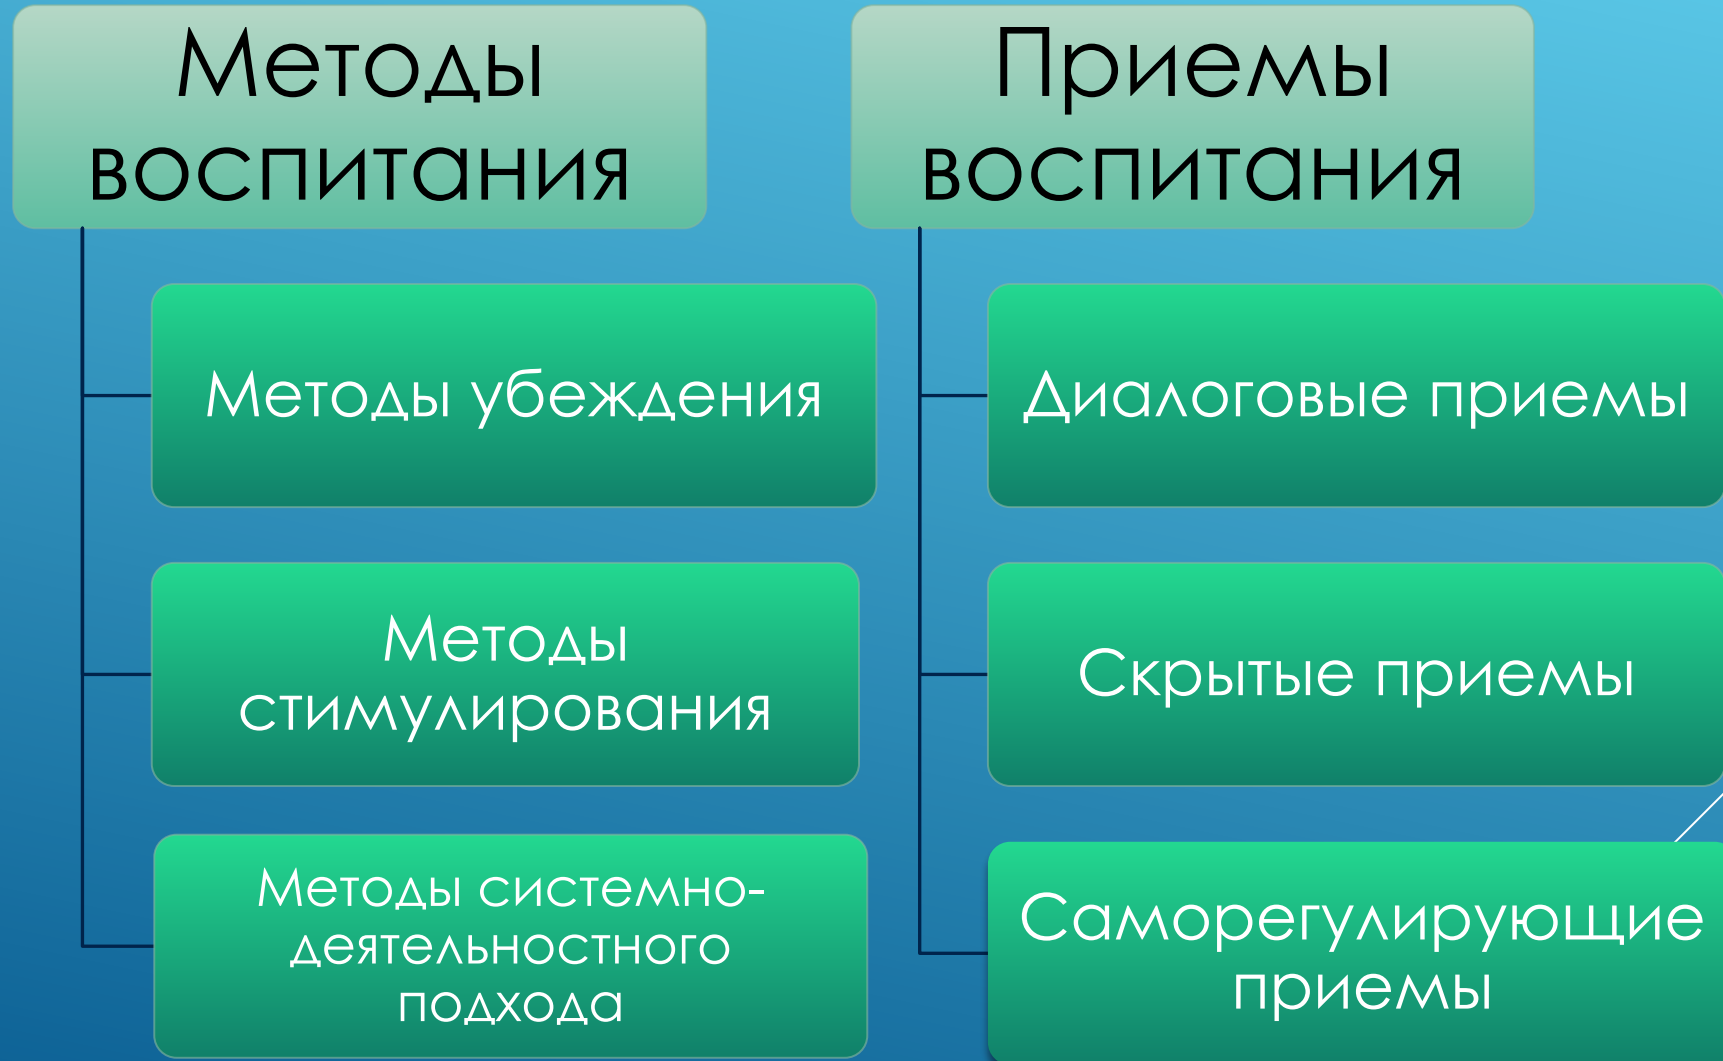 Методы
воспитания
Методы убеждения
Методы
стимулирования
Методы системно-
деятельностного
подхода
Приемы
воспитания
Диалоговые приемы
Скрытые приемы
Саморегулирующие
приемы